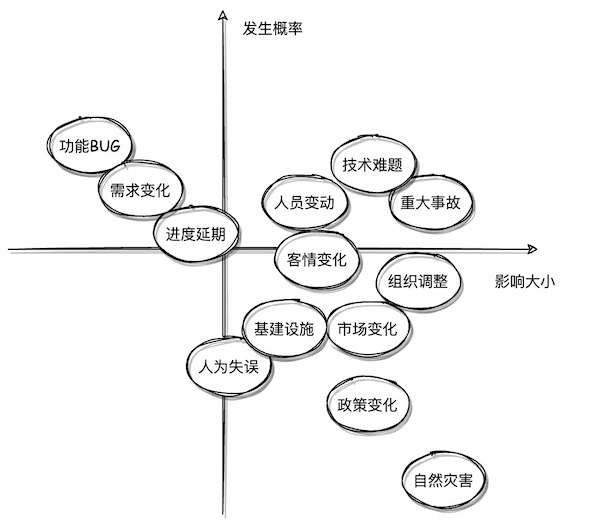 发生概率
功能BUG
技术难题
需求变化
人员变动
重大事故
进度延期
客情变化
组织调整
影响大小
基建设施
市场变化
人为失误
政策变化
自然灾害